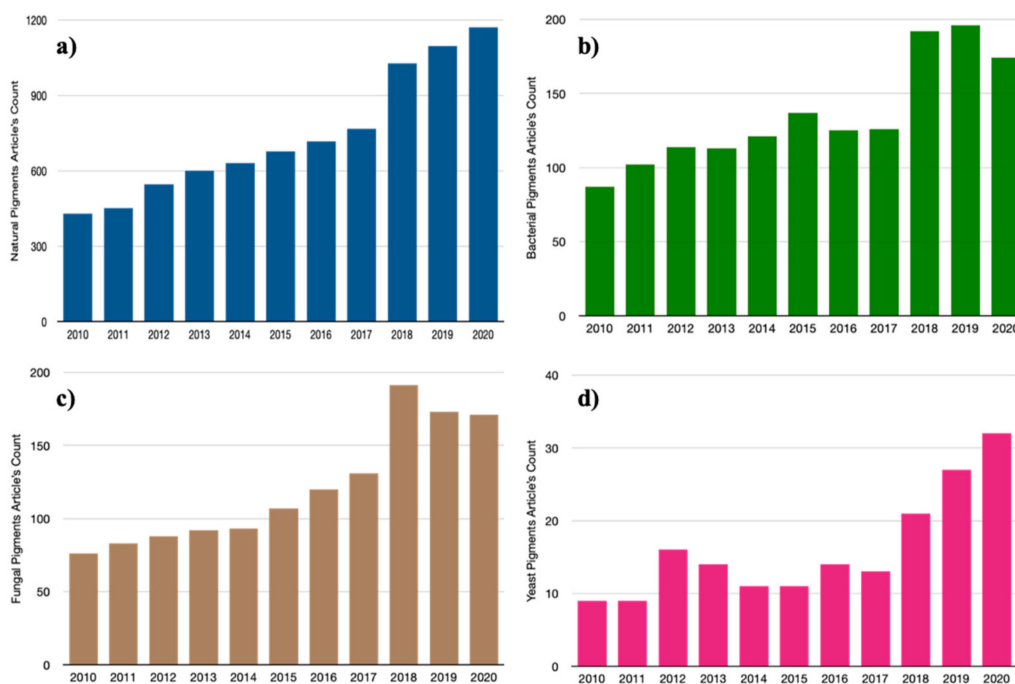 a)
Natural Pigments Article's Count
1200
900
600
300
0
2010 2011 2012 2013 2014 2015 2016 2017 2018 2019 2020
b)
Bacterial Pigments Article's Count
200
150
100
50
0
2010 2011 2012 2013 2014 2015 2016 2017 2018 2019 2020
c)
Fungal Pigments Article's Count
200
150
100
50
0
2010 2011 2012 2013 2014 2015 2016 2017 2018 2019 2020
d)
Yeast Pigments Article's Count
40
30
20
10
0
2010 2011 2012 2013 2014 2015 2016 2017 2018 2019 2020